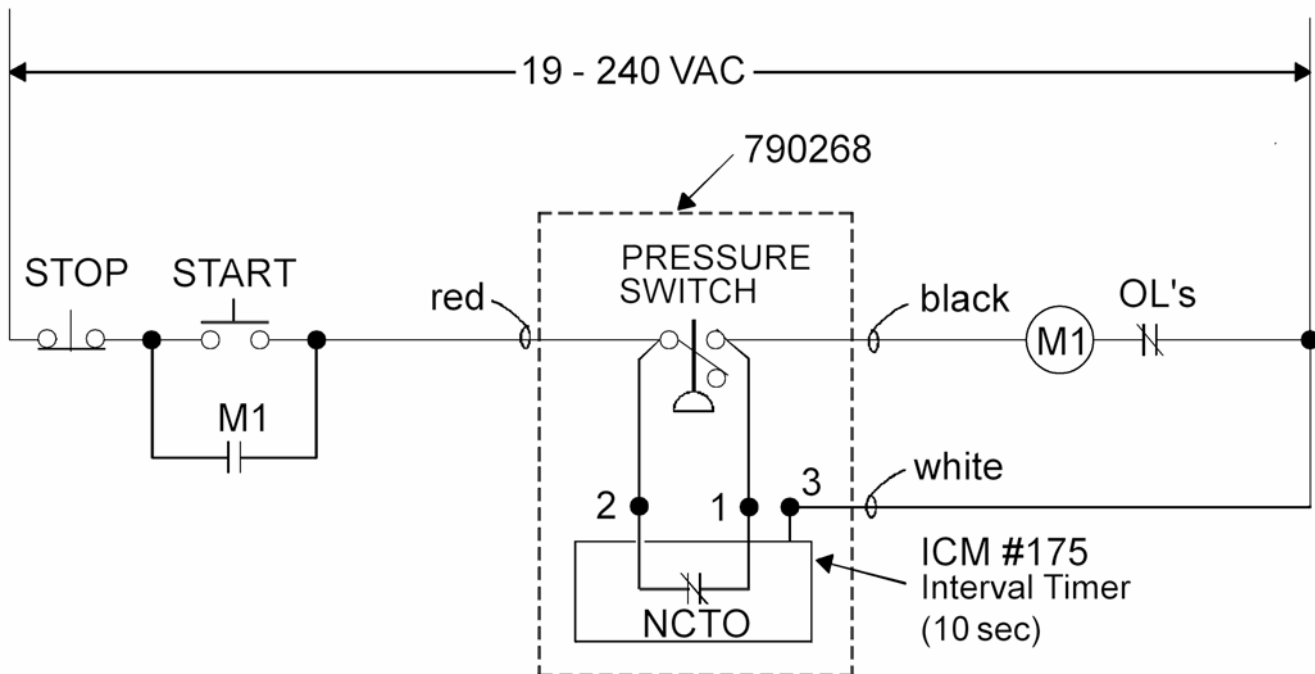 19 - 240 VAC
790268
STOP
START
red
PRESSURE
SWITCH
black
OL's
M1
M1
white
2
1
3
NCTO
ICM #175
Interval Timer
(10 sec)